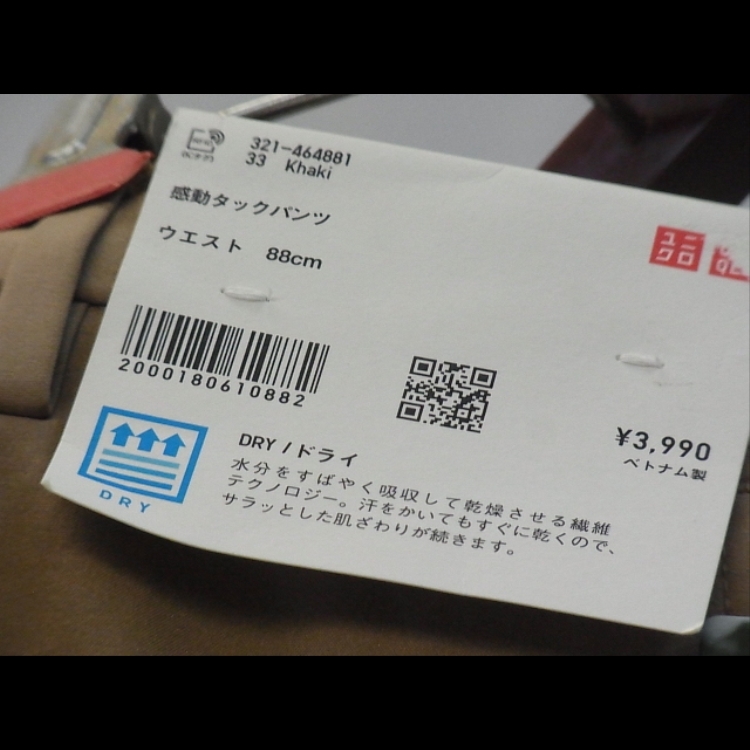 321-464881
33 Khaki
感動タックパンツ
ウエスト 88cm
ユニ
クロ
2000180610882
¥3,990
ベトナム製
DRY
DRY / ドライ
水分をすばやく吸収して乾燥させる繊維
テクノロジー。汗をかいてもすぐに乾くので、
サラッとした肌ざわりが続きます。